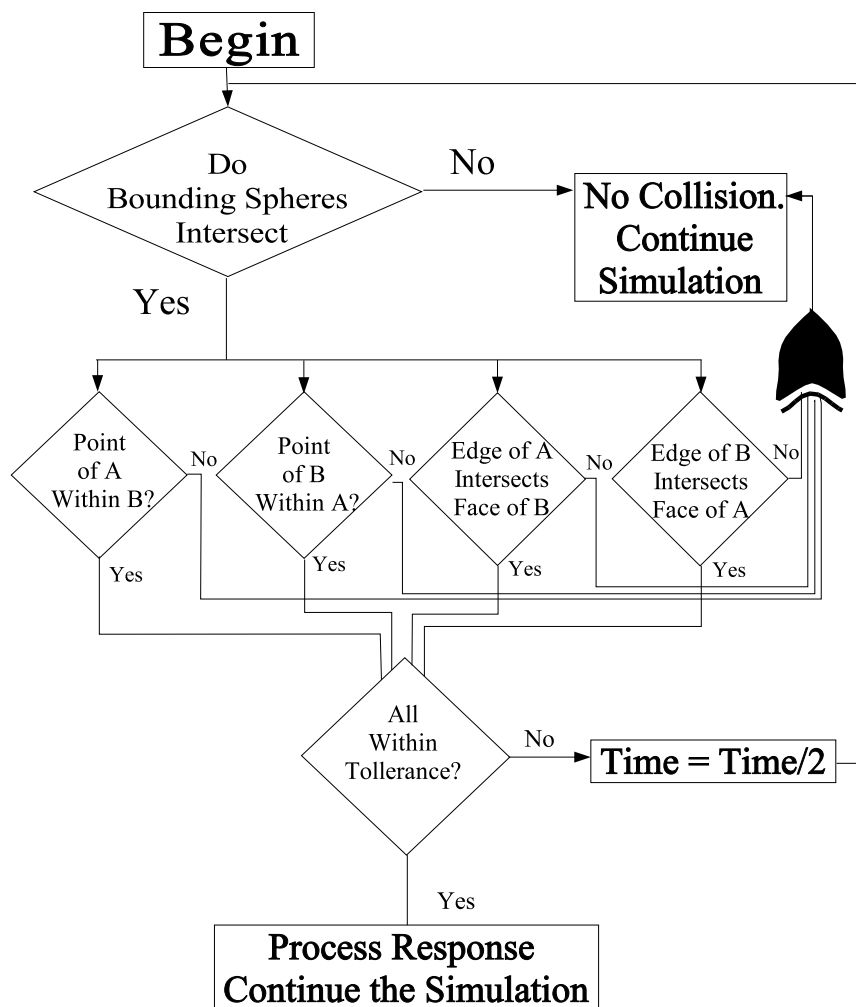 Begin
Do
Bounding Spheres
Intersect
No
No Collision.
Continue
Simulation
Yes
Point
of A
Within B?
No
Point
of B
Within A?
No
Edge of A
Intersects
Face of B
No
Edge of B
Intersects
Face of A
No
Yes
Yes
Yes
Yes
All
Within
Tollerance?
No
Time = Time/2
Yes
Process Response
Continue the Simulation